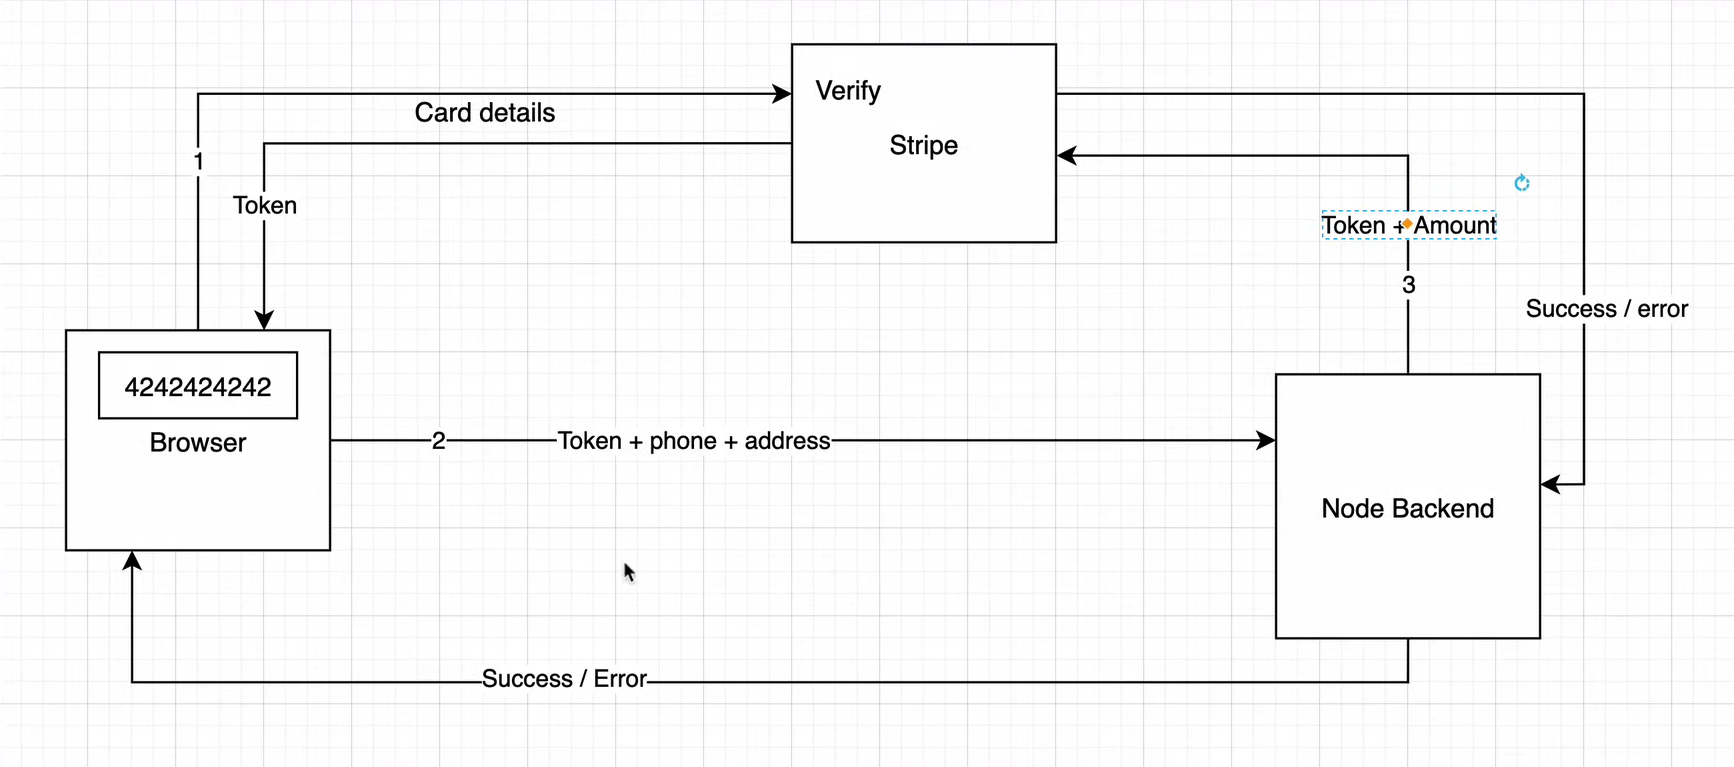 Verify
Card details
Stripe
1
Token
Token + Amount
3
Success / error
4242424242
Browser
2
Token + phone + address
Node Backend
Success / Error